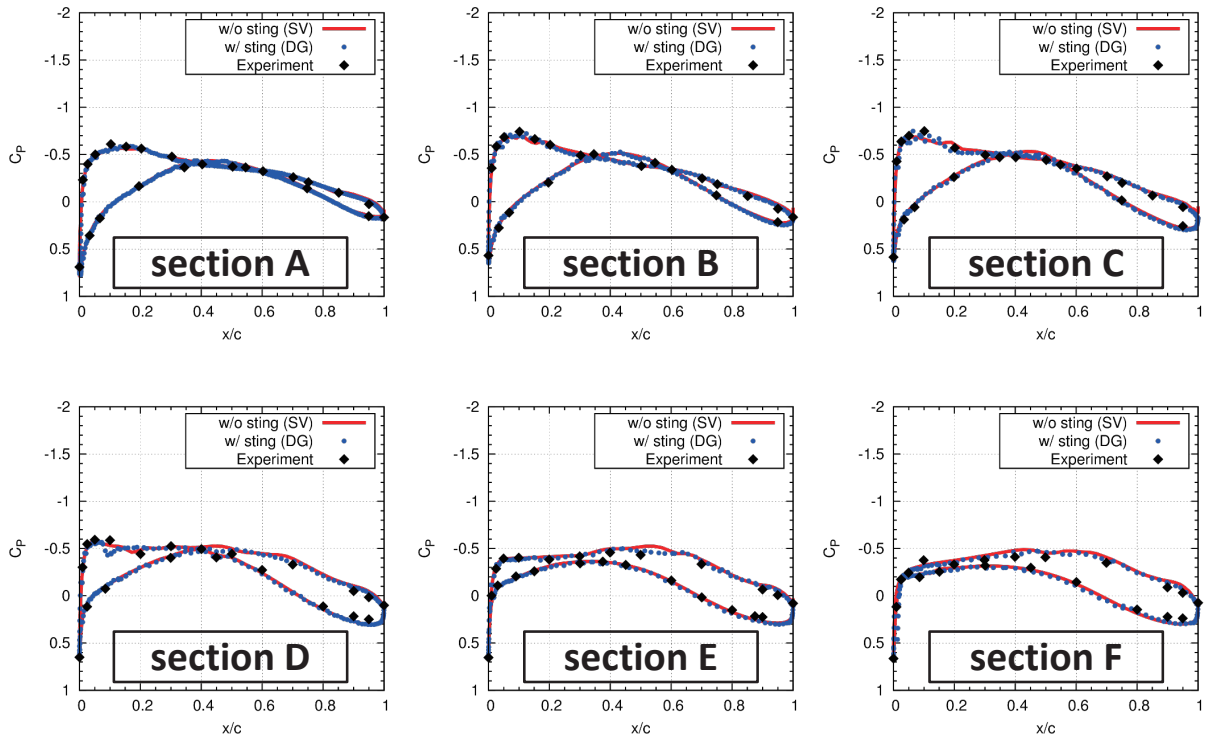 -2
w/o sting (SV)
w/ sting (DG)
Experiment
-1.5
-1
-0.5
0
0.5
1
C_P
section A
0 0.2 0.4 0.6 0.8 1
x/c
-2
w/o sting (SV)
w/ sting (DG)
Experiment
-1.5
-1
-0.5
0
0.5
1
C_P
section B
0 0.2 0.4 0.6 0.8 1
x/c
-2
w/o sting (SV)
w/ sting (DG)
Experiment
-1.5
-1
-0.5
0
0.5
1
C_P
section C
0 0.2 0.4 0.6 0.8 1
x/c
-2
w/o sting (SV)
w/ sting (DG)
Experiment
-1.5
-1
-0.5
0
0.5
1
C_P
section D
0 0.2 0.4 0.6 0.8 1
x/c
-2
w/o sting (SV)
w/ sting (DG)
Experiment
-1.5
-1
-0.5
0
0.5
1
C_P
section E
0 0.2 0.4 0.6 0.8 1
x/c
-2
w/o sting (SV)
w/ sting (DG)
Experiment
-1.5
-1
-0.5
0
0.5
1
C_P
section F
0 0.2 0.4 0.6 0.8 1
x/c